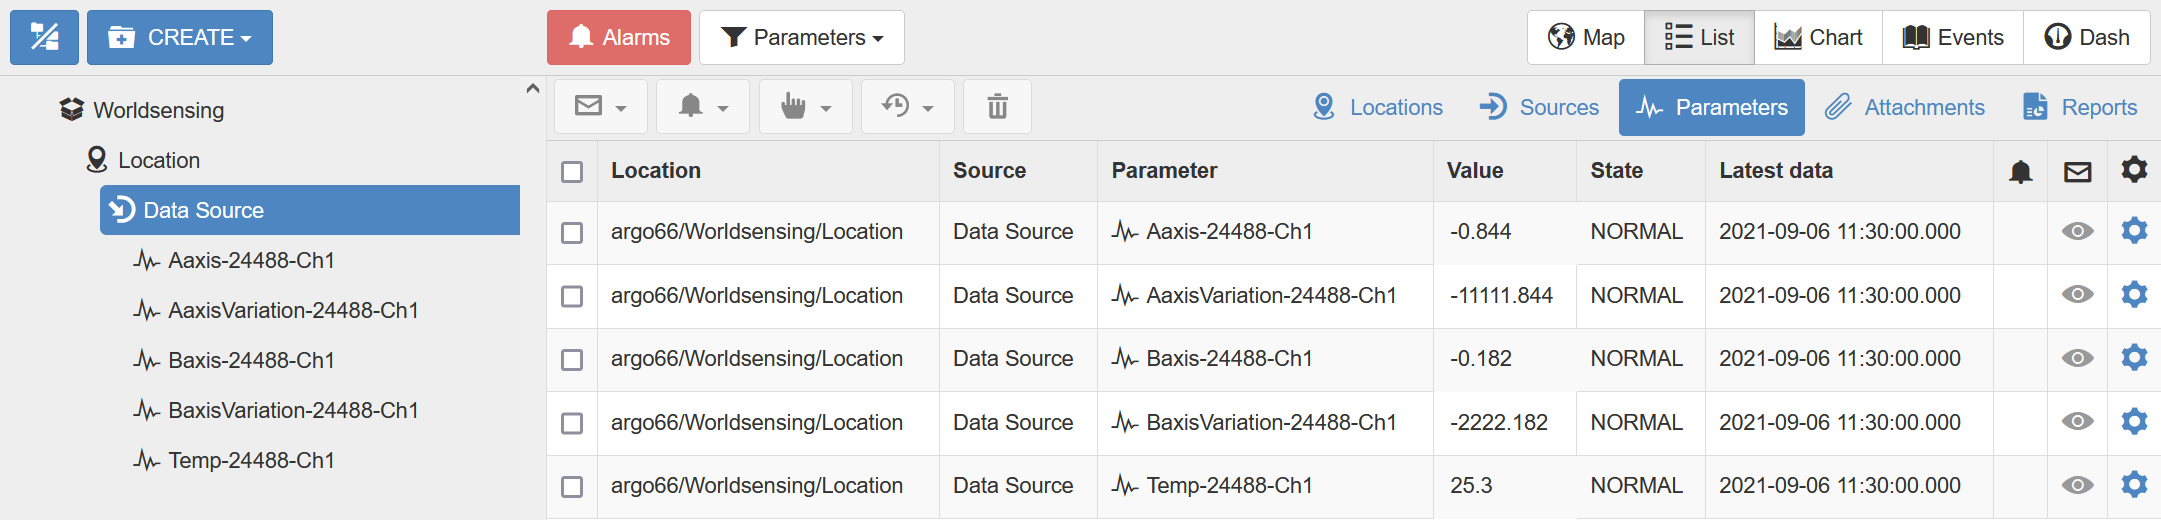 CREATE
Alarms
Parameters
Map
List
Chart
Events
Dash
Worldsensing
Location
Data Source
Aaxis-24488-Ch1
AaxisVariation-24488-Ch1
Baxis-24488-Ch1
BaxisVariation-24488-Ch1
Temp-24488-Ch1
Locations
Sources
Parameters
Attachments
Reports
Location Source Parameter Value State Latest data
argo66/Worldsensing/Location Data Source Aaxis-24488-Ch1 -0.844 NORMAL 2021-09-06 11:30:00.000
argo66/Worldsensing/Location Data Source AaxisVariation-24488-Ch1 -11111.844 NORMAL 2021-09-06 11:30:00.000
argo66/Worldsensing/Location Data Source Baxis-24488-Ch1 -0.182 NORMAL 2021-09-06 11:30:00.000
argo66/Worldsensing/Location Data Source BaxisVariation-24488-Ch1 -2222.182 NORMAL 2021-09-06 11:30:00.000
argo66/Worldsensing/Location Data Source Temp-24488-Ch1 25.3 NORMAL 2021-09-06 11:30:00.000